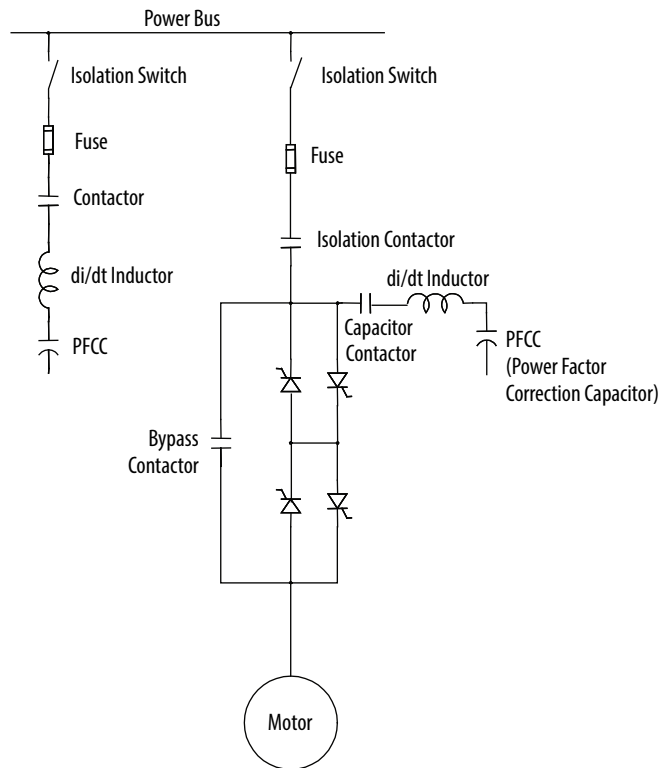 Power Bus
Isolation Switch
Isolation Switch
Fuse
Fuse
Contactor
Isolation Contactor
di/dt Inductor
di/dt Inductor
PFCC
Capacitor
Contactor
PFCC
(Power Factor
Correction Capacitor)
Bypass
Contactor
Motor